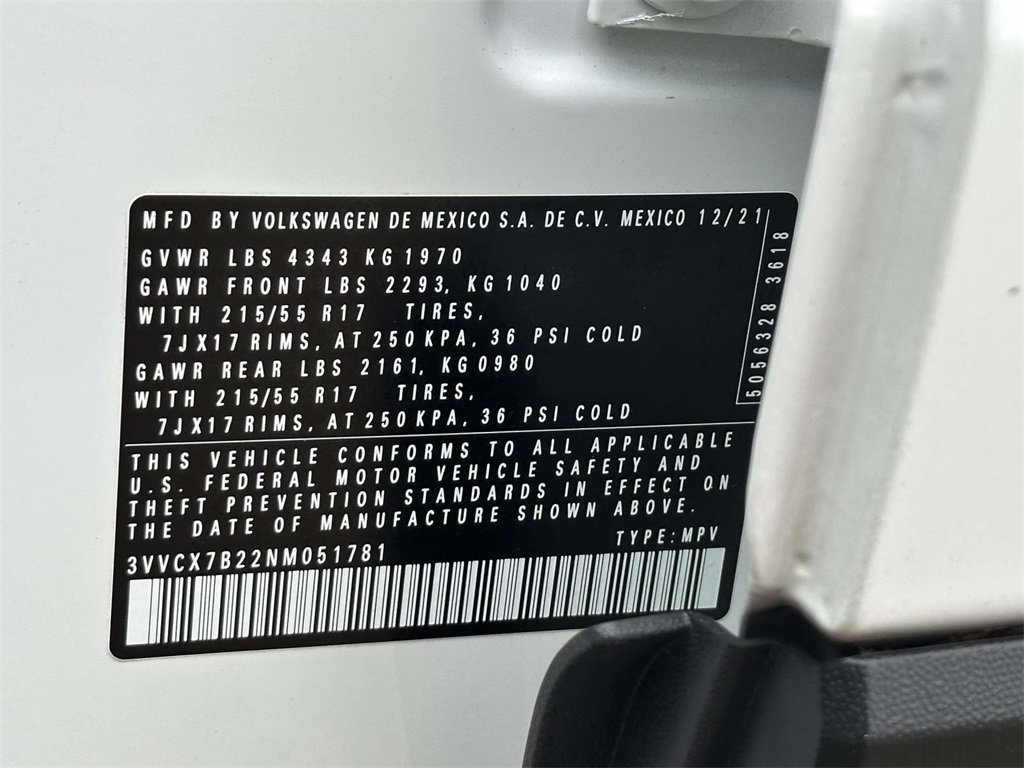 MFD BY VOLKSWAGEN DE MEXICO S.A. DE C.V. MEXICO 12/21
GVWR LBS 4343 KG 1970
GAWR FRONT LBS 2293, KG 1040
WITH 215/55 R17 TIRES,
7JX17 RIMS, AT 250 KPA, 36 PSI COLD
GAWR REAR LBS 2161, KG 0980
WITH 215/55 R17 TIRES,
7JX17 RIMS, AT 250 KPA, 36 PSI COLD
THIS VEHICLE CONFORMS TO ALL APPLICABLE
U.S. FEDERAL MOTOR VEHICLE SAFETY AND
THEFT PREVENTION STANDARDS IN EFFECT ON
THE DATE OF MANUFACTURE SHOWN ABOVE.
TYPE: MPV
3VVCX7B22NM051781
5056328 3618